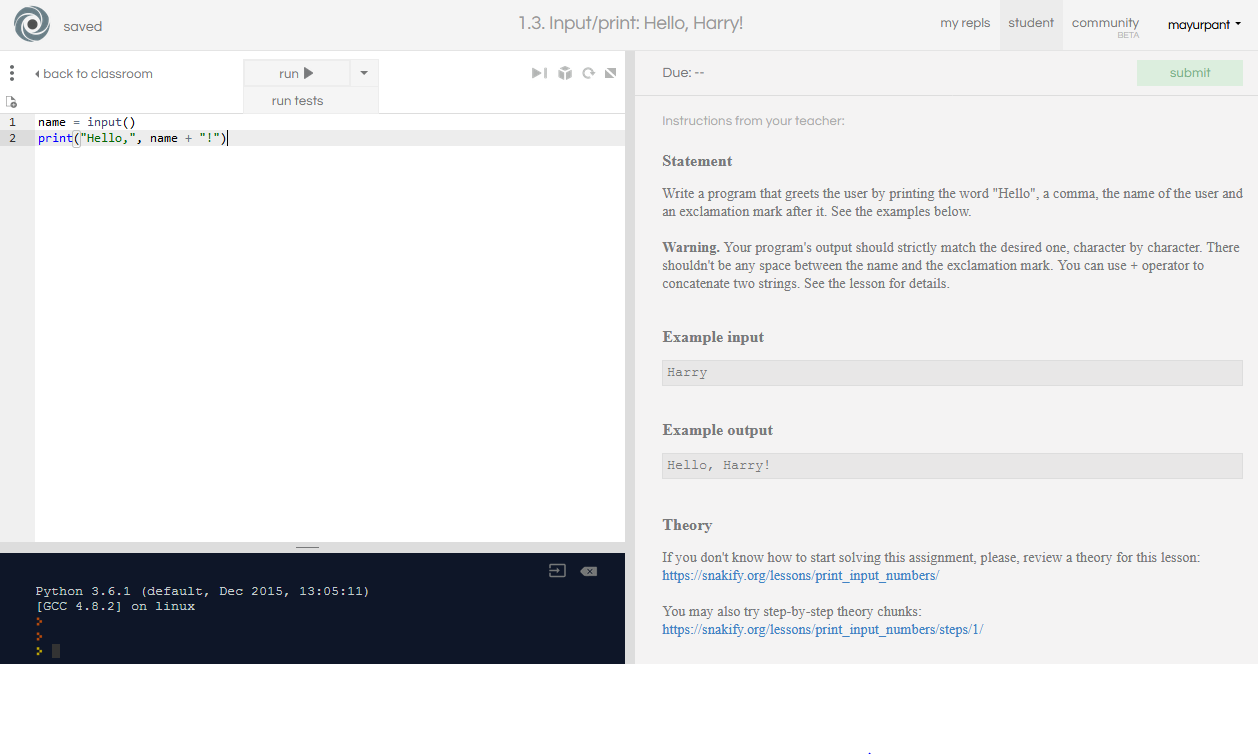 saved
1.3. Input/print: Hello, Harry!
my repls
student
community
BETA
mayurpant
back to classroom
run
run tests
1 name = input()
2 print("Hello,", name + "!")
Python 3.6.1 (default, Dec 2015, 13:05:11)
[GCC 4.8.2] on linux
Due: --
submit
Instructions from your teacher:
Statement
Write a program that greets the user by printing the word "Hello", a comma, the name of the user and
an exclamation mark after it. See the examples below.
Warning. Your program's output should strictly match the desired one, character by character. There
shouldn't be any space between the name and the exclamation mark. You can use + operator to
concatenate two strings. See the lesson for details.
Example input
Harry
Example output
Hello, Harry!
Theory
If you don't know how to start solving this assignment, please, review a theory for this lesson:
https://snakify.org/lessons/print_input_numbers/
You may also try step-by-step theory chunks:
https://snakify.org/lessons/print_input_numbers/steps/1/